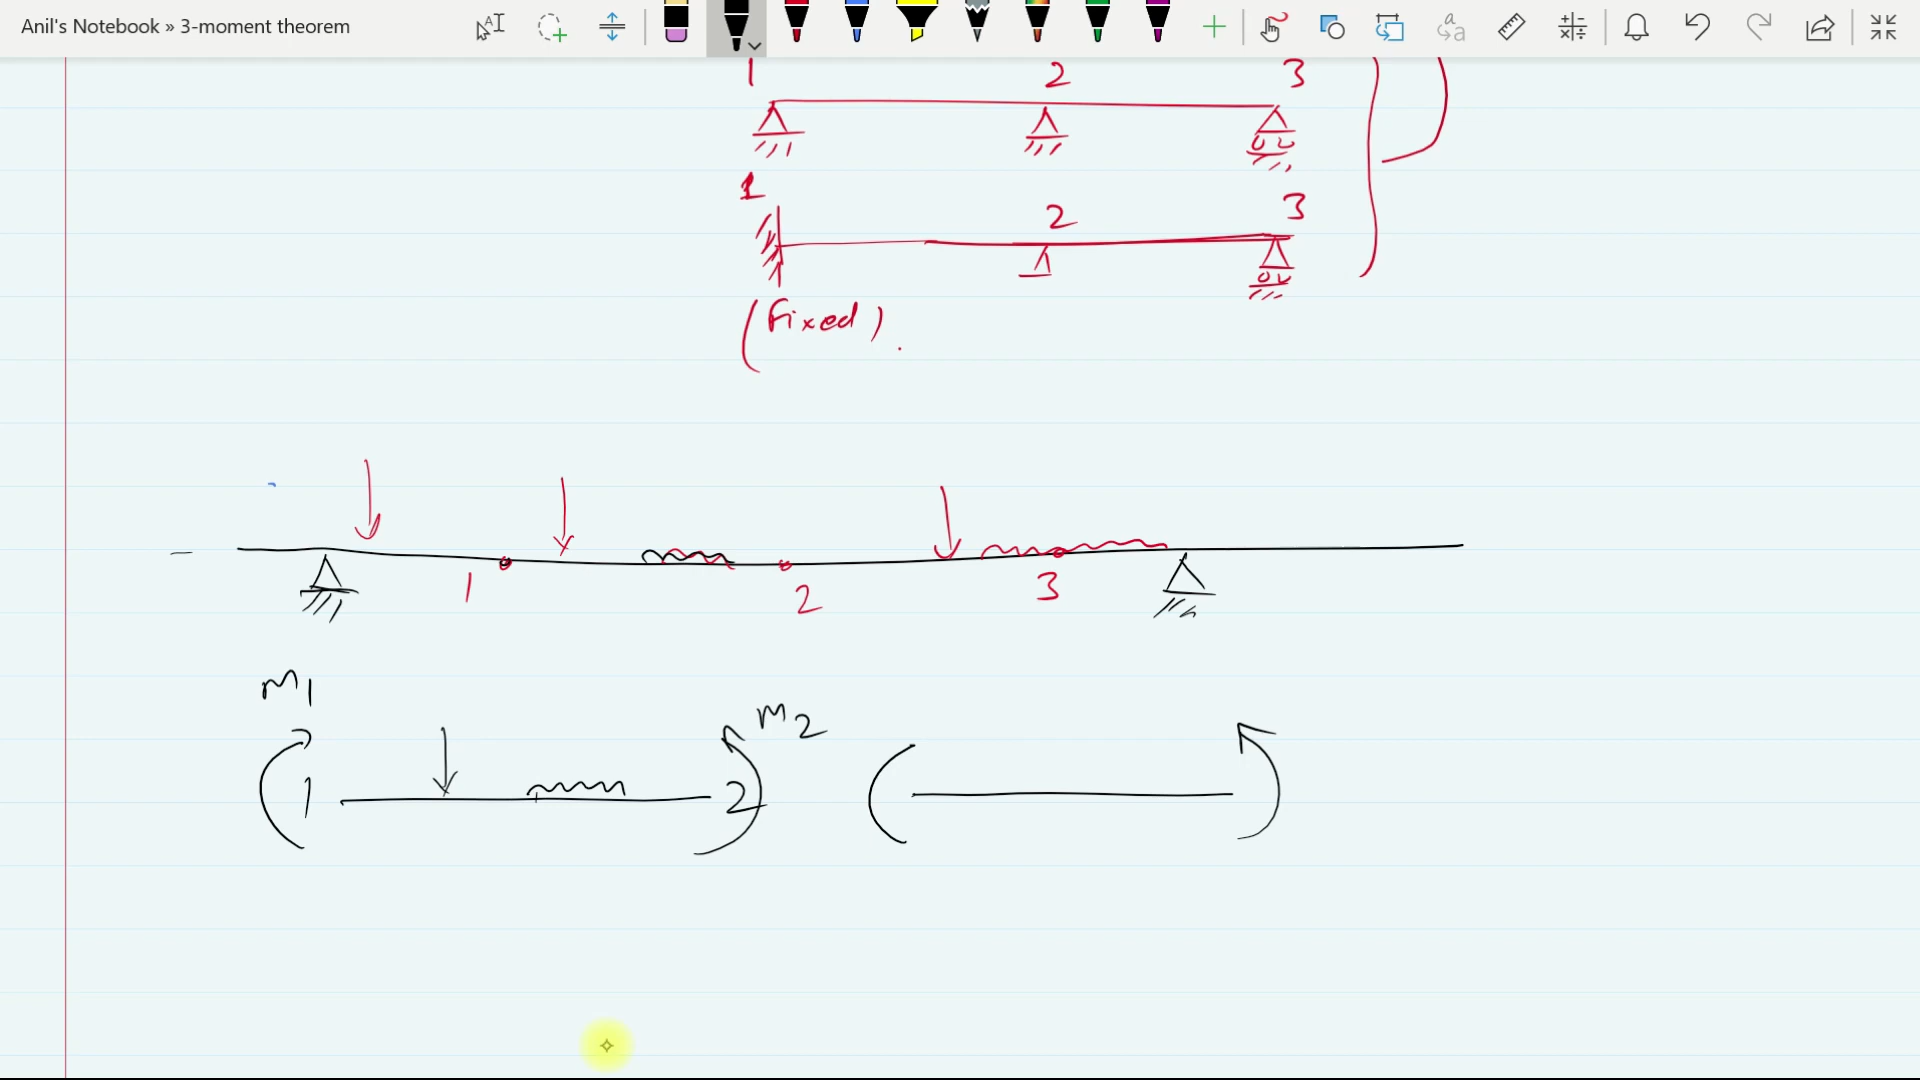 Anil's Notebook » 3-moment theorem
1 2 3
1 2 3
(Fixed).
1 2 3
m1
m2
1 2